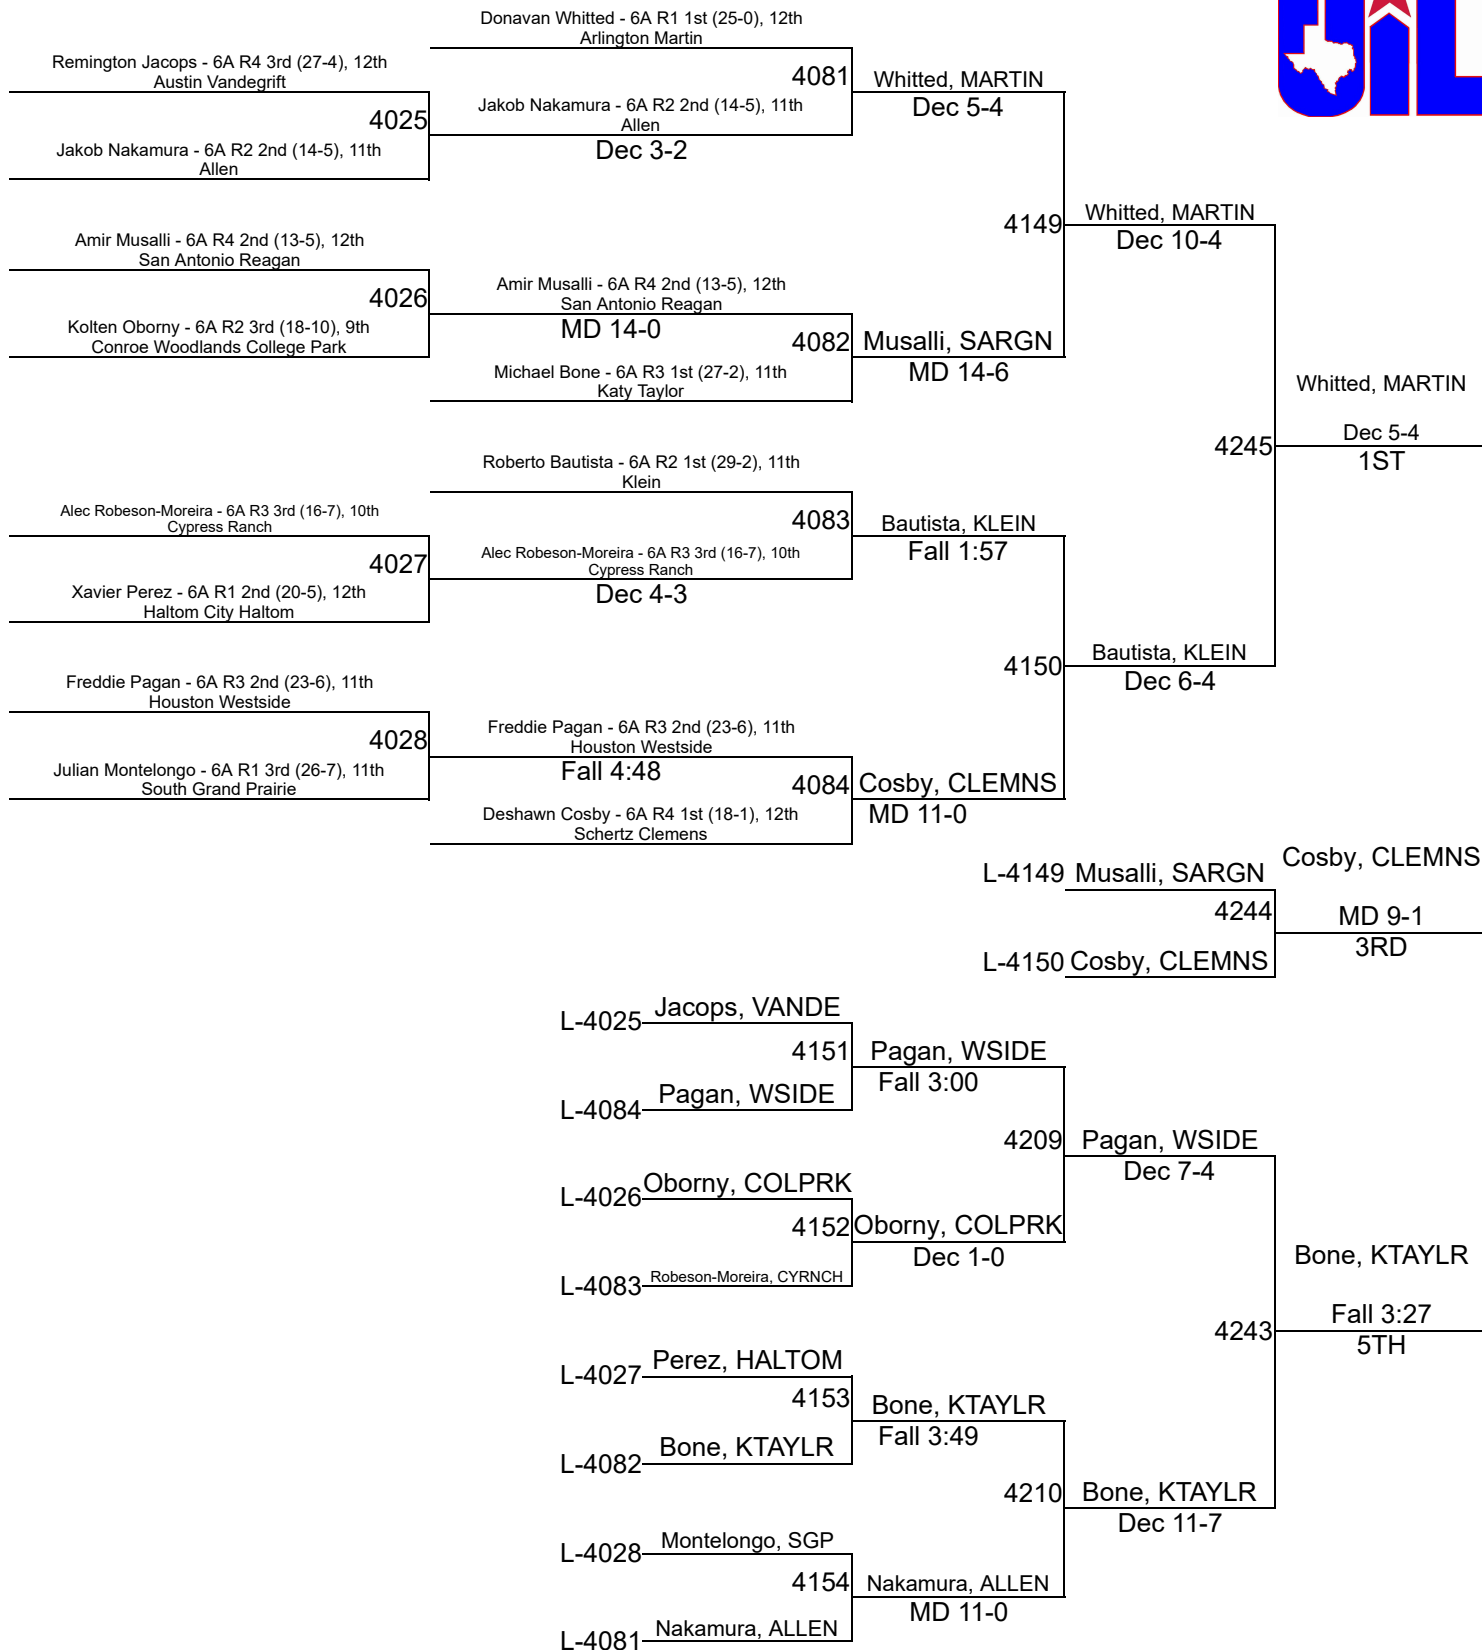 Donavan Whitted - 6A R1 1st (25-0), 12th
Arlington Martin
Remington Jacops - 6A R4 3rd (27-4), 12th
Austin Vandegrift
4081
Whitted, MARTIN
Dec 5-4
4025
Jakob Nakamura - 6A R2 2nd (14-5), 11th
Allen
Dec 3-2
Jakob Nakamura - 6A R2 2nd (14-5), 11th
Allen
4149
Whitted, MARTIN
Dec 10-4
Amir Musalli - 6A R4 2nd (13-5), 12th
San Antonio Reagan
4026
Amir Musalli - 6A R4 2nd (13-5), 12th
San Antonio Reagan
MD 14-0
Kolten Oborny - 6A R2 3rd (18-10), 9th
Conroe Woodlands College Park
4082
Musalli, SARGN
MD 14-6
Michael Bone - 6A R3 1st (27-2), 11th
Katy Taylor
Whitted, MARTIN
4245
Dec 5-4
1ST
Roberto Bautista - 6A R2 1st (29-2), 11th
Klein
Alec Robeson-Moreira - 6A R3 3rd (16-7), 10th
Cypress Ranch
4083
Bautista, KLEIN
Fall 1:57
4027
Alec Robeson-Moreira - 6A R3 3rd (16-7), 10th
Cypress Ranch
Dec 4-3
Xavier Perez - 6A R1 2nd (20-5), 12th
Haltom City Haltom
4150
Bautista, KLEIN
Dec 6-4
Freddie Pagan - 6A R3 2nd (23-6), 11th
Houston Westside
4028
Freddie Pagan - 6A R3 2nd (23-6), 11th
Houston Westside
Fall 4:48
Julian Montelongo - 6A R1 3rd (26-7), 11th
South Grand Prairie
4084
Cosby, CLEMNS
MD 11-0
Deshawn Cosby - 6A R4 1st (18-1), 12th
Schertz Clemens
L-4149 Musalli, SARGN
Cosby, CLEMNS
4244
MD 9-1
3RD
L-4150 Cosby, CLEMNS
L-4025 Jacops, VANDE
4151
Pagan, WSIDE
Fall 3:00
L-4084 Pagan, WSIDE
4209
Pagan, WSIDE
Dec 7-4
L-4026 Oborny, COLPRK
4152
Oborny, COLPRK
Dec 1-0
L-4083 Robeson-Moreira, CYRNCH
Bone, KTAYLR
4243
Fall 3:27
5TH
L-4027 Perez, HALTOM
4153
Bone, KTAYLR
Fall 3:49
L-4082 Bone, KTAYLR
4210
Bone, KTAYLR
Dec 11-7
L-4028 Montelongo, SGP
4154
Nakamura, ALLEN
MD 11-0
L-4081 Nakamura, ALLEN
UIL